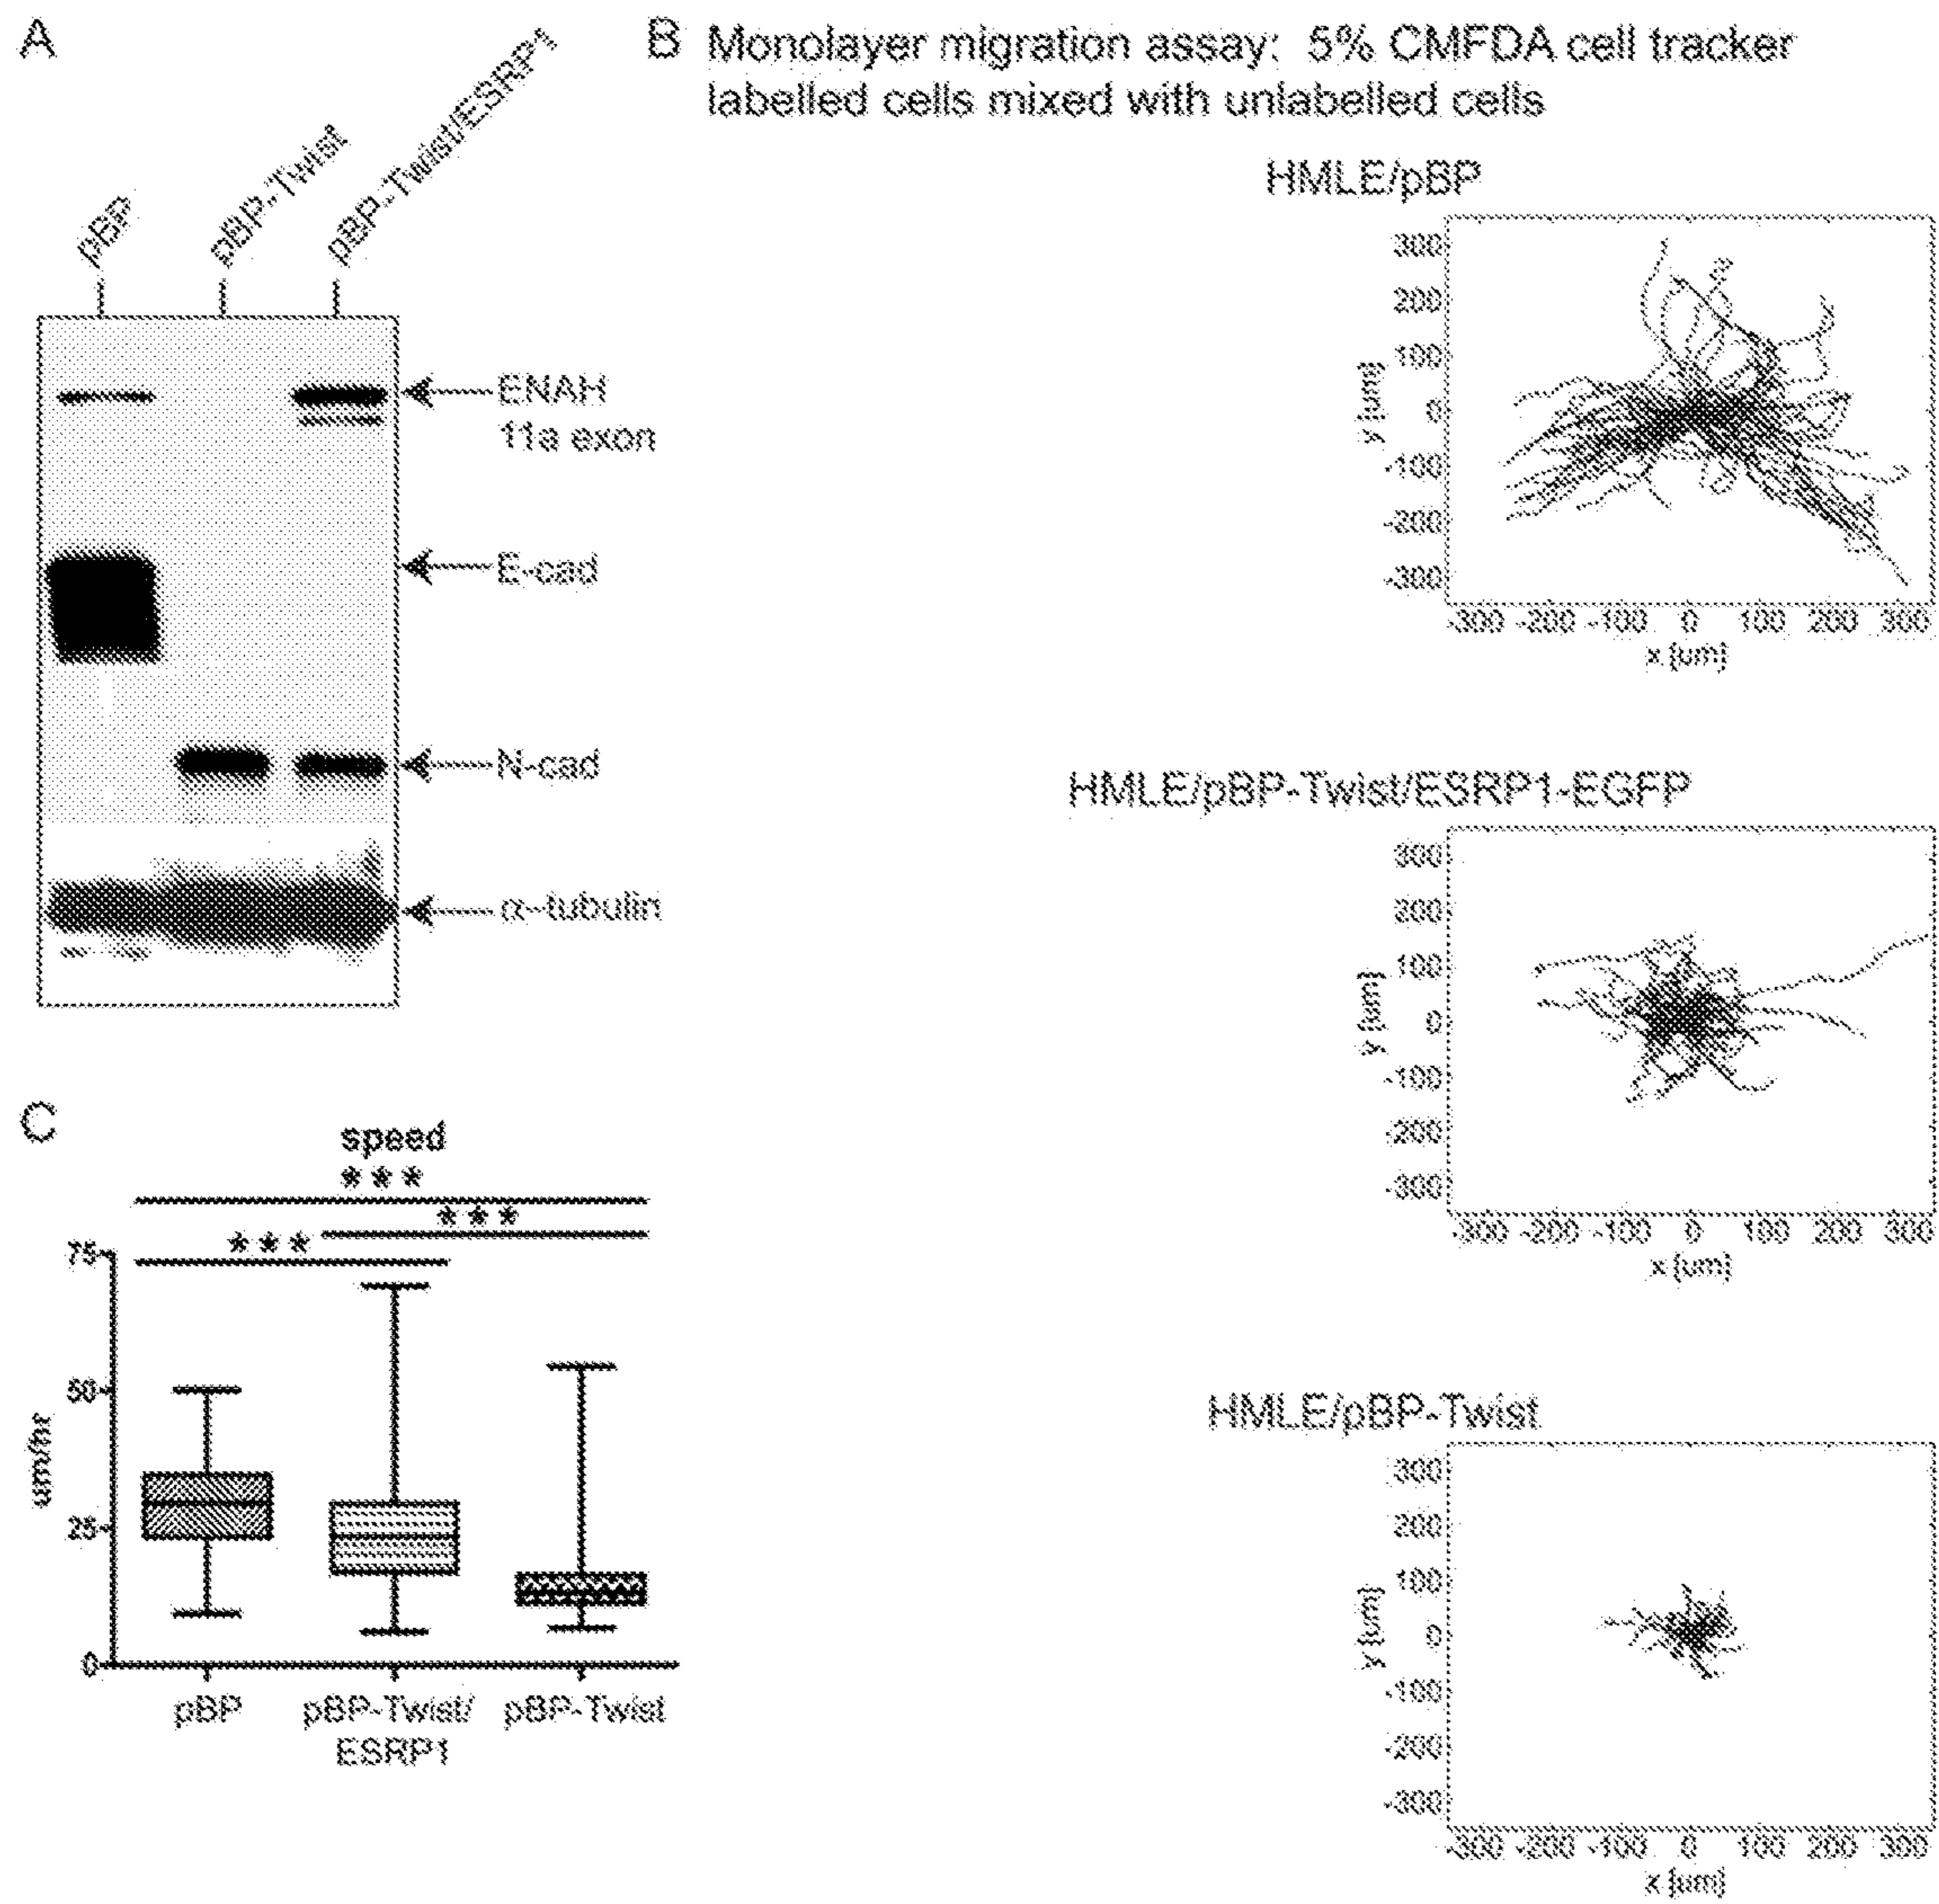 A
pBP
pBP-Twist
pBP-Twist/ESRP1
ENAH
11a exon
E-cad
N-cad
α-tubulin
B Monolayer migration assay: 5% CMFDA cell tracker
labelled cells mixed with unlabelled cells
HMLE/pBP
300
200
100
0
-100
-200
-300
y [um]
-300 -200 -100 0 100 200 300
x [um]
HMLE/pBP-Twist/ESRP1-EGFP
300
200
100
0
-100
-200
-300
y [um]
-300 -200 -100 0 100 200 300
x [um]
HMLE/pBP-Twist
300
200
100
0
-100
-200
-300
y [um]
-300 -200 -100 0 100 200 300
x [um]
C
speed
***
***
***
75
50
25
0
um/hr
pBP
pBP-Twist/
ESRP1
pBP-Twist